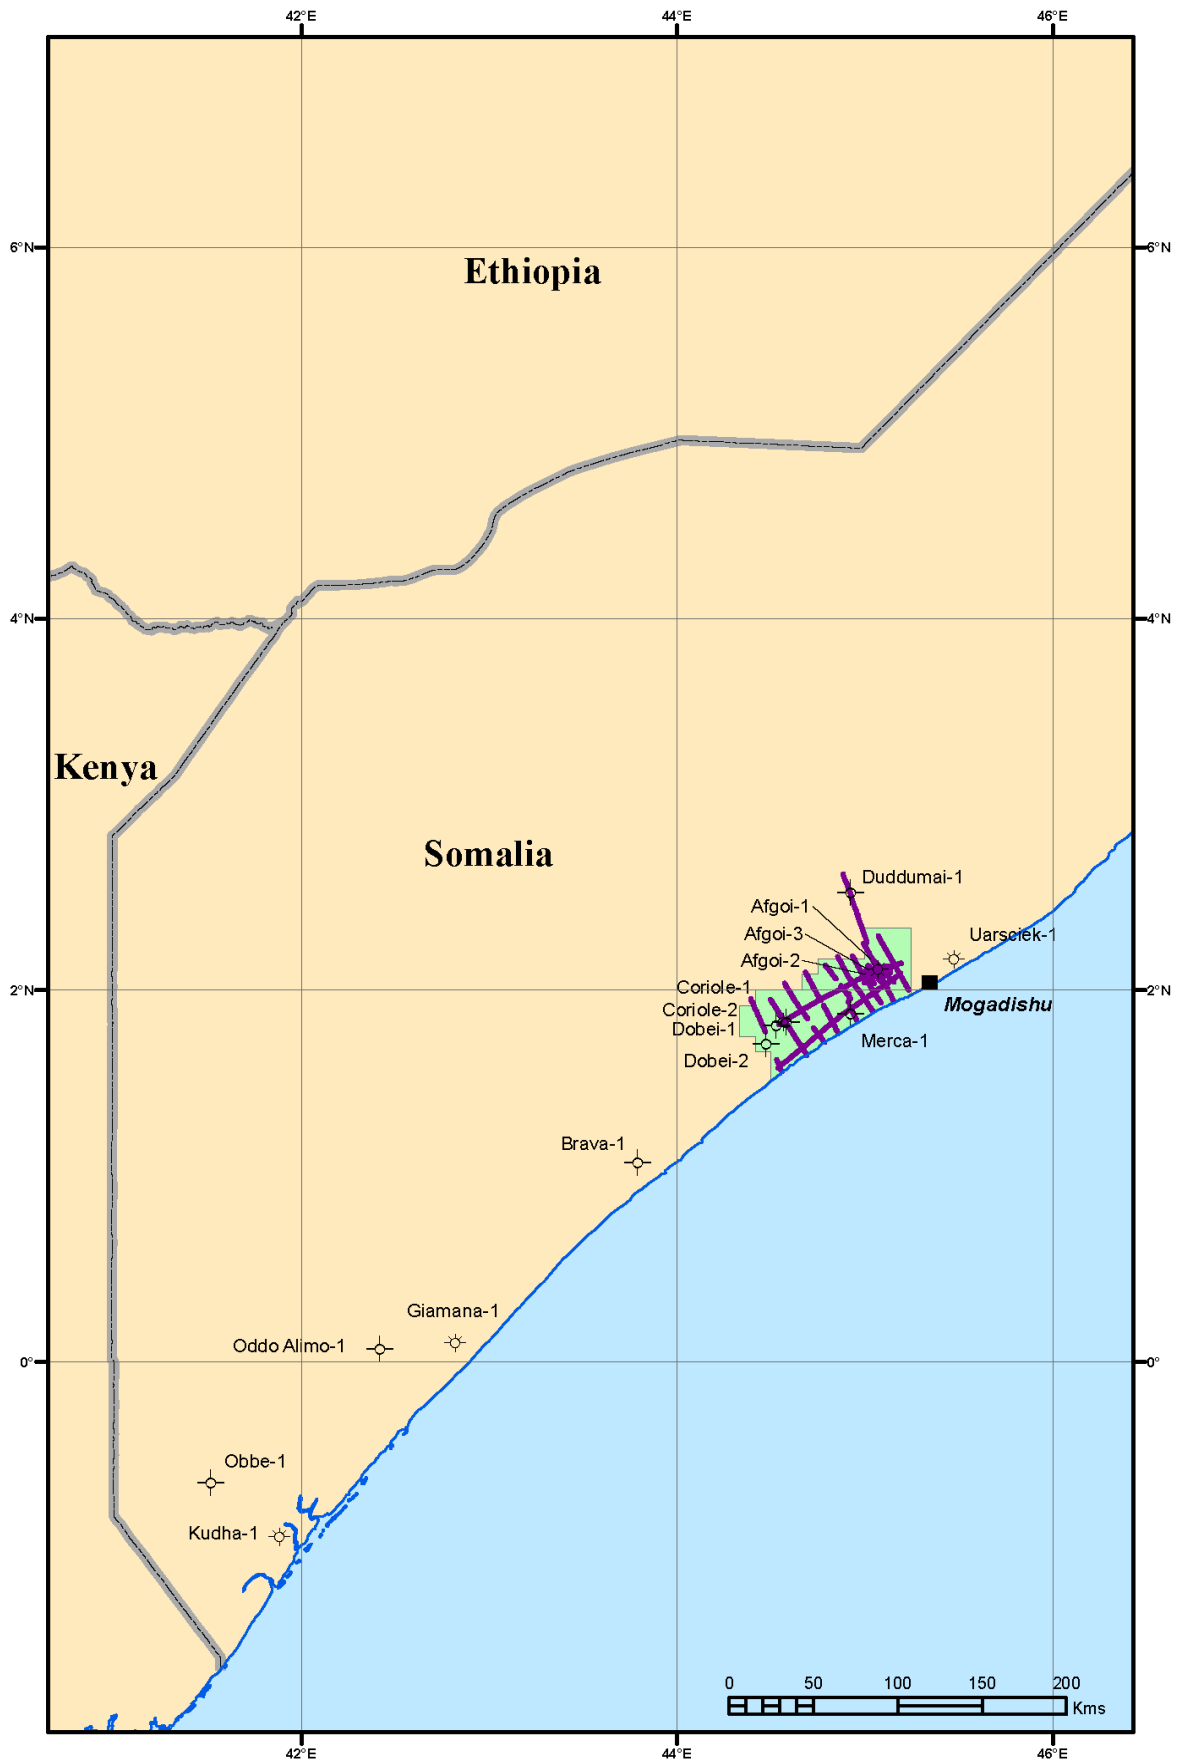 42°E
44°E
46°E
6°N
6°N
Ethiopia
4°N
4°N
Kenya
Somalia
Duddumai-1
Afgoi-1
Afgoi-3
Uarsciek-1
Afgoi-2
Coriole-1
2°N
2°N
Mogadishu
Coriole-2
Dobei-1
Merca-1
Dobei-2
Brava-1
Giamana-1
Oddo Alimo-1
0°
0°
Obbe-1
Kudha-1
0 50 100 150 200
Kms
42°E
44°E
46°E